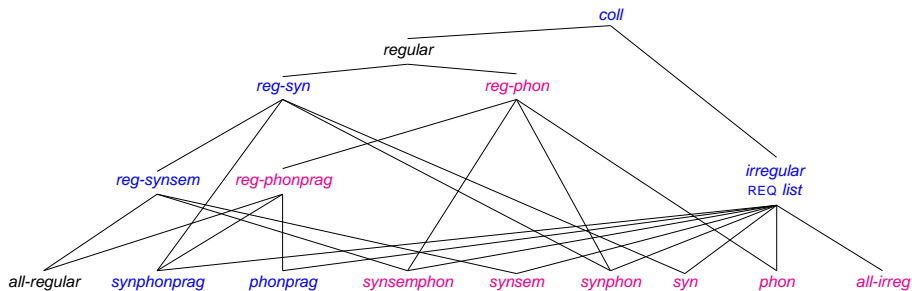 coll
regular
reg-syn
reg-phon
reg-synsem
reg-phonprag
irregular
REQ list
all-regular
synphonprag
phonprag
synsemphon
synsem
synphon
syn
phon
all-irreg